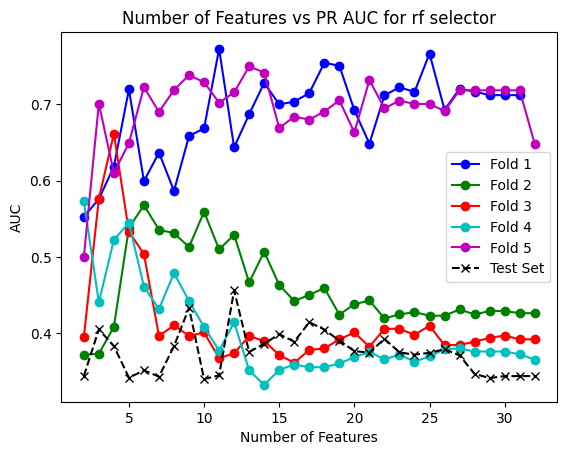 Number of Features vs PR AUC for rf selector
AUC
0.7
0.6
0.5
0.4
Fold 1
Fold 2
Fold 3
Fold 4
Fold 5
Test Set
5
10
15
20
25
30
Number of Features